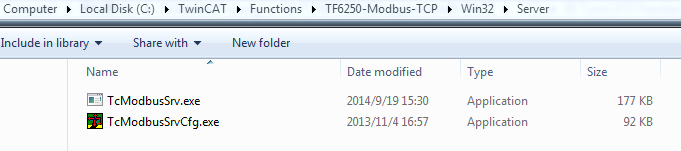 Computer Local Disk (C:) TwinCAT Functions TF6250-Modbus-TCP Win32 Server
Include in library Share with New folder
Name Date modified Type Size
TcModbusSrv.exe 2014/9/19 15:30 Application 177 KB
TcModbusSrvCfg.exe 2013/11/4 16:57 Application 92 KB